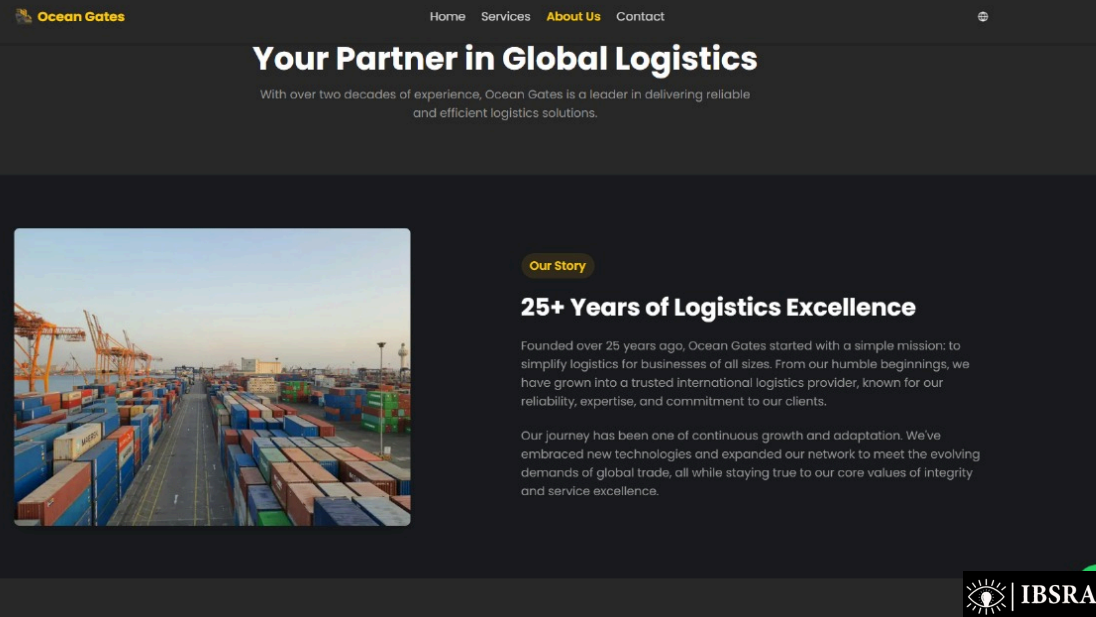 Ocean Gates
Home Services About Us Contact
Your Partner in Global Logistics
With over two decades of experience, Ocean Gates is a leader in delivering reliable
and efficient logistics solutions.
Our Story
25+ Years of Logistics Excellence
Founded over 25 years ago, Ocean Gates started with a simple mission: to
simplify logistics for businesses of all sizes. From our humble beginnings, we
have grown into a trusted international logistics provider, known for our
reliability, expertise, and commitment to our clients.
Our journey has been one of continuous growth and adaptation. We've
embraced new technologies and expanded our network to meet the evolving
demands of global trade, all while staying true to our core values of integrity
and service excellence.
IBSRA